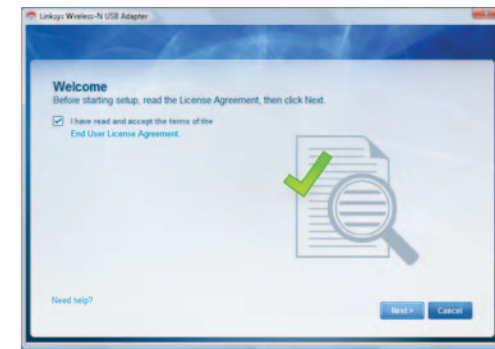 Linksys Wireless-N USB Adapter
Welcome
Before starting setup, read the License Agreement, then click Next.
I have read and accept the terms of the
End User License Agreement.
Need help?
Next >
Cancel